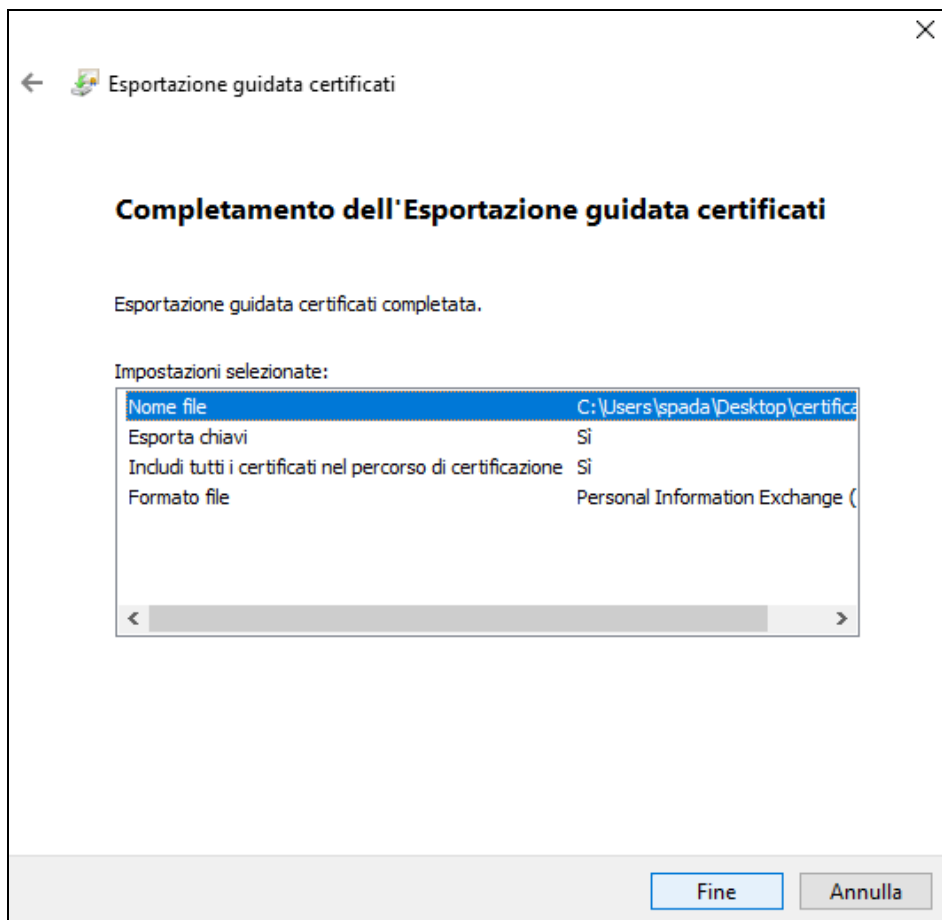 Esportazione guidata certificati
Completamento dell'Esportazione guidata certificati
Esportazione guidata certificati completata.
Impostazioni selezionate:
Nome file C:\Users\spada\Desktop\certifica
Esporta chiavi Sì
Includi tutti i certificati nel percorso di certificazione Sì
Formato file Personal Information Exchange (
Fine Annulla